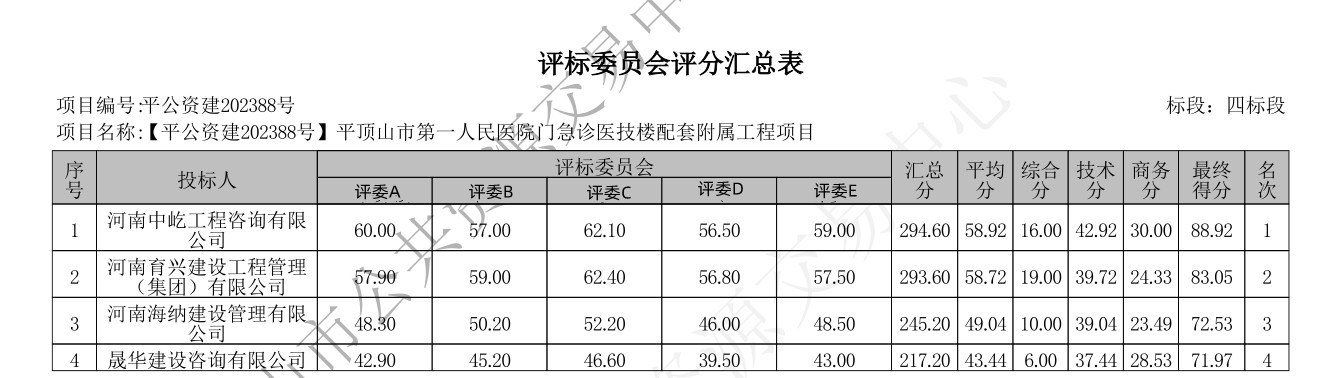 评标委员会评分汇总表
项目编号:平公资建202388号 标段：四标段
项目名称:【平公资建202388号】平顶山市第一人民医院门急诊医技楼配套附属工程项目
序号 投标人 评标委员会 汇总分 平均分 综合分 技术分 商务分 最终得分 名次
评委A 评委B 评委C 评委D 评委E
1 河南中屹工程咨询有限公司 60.00 57.00 62.10 56.50 59.00 294.60 58.92 16.00 42.92 30.00 88.92 1
2 河南育兴建设工程管理（集团）有限公司 57.90 59.00 62.40 56.80 57.50 293.60 58.72 19.00 39.72 24.33 83.05 2
3 河南海纳建设管理有限公司 48.30 50.20 52.20 46.00 48.50 245.20 49.04 10.00 39.04 23.49 72.53 3
4 晟华建设咨询有限公司 42.90 45.20 46.60 39.50 43.00 217.20 43.44 6.00 37.44 28.53 71.97 4
市公共资源交易中
源交易中心